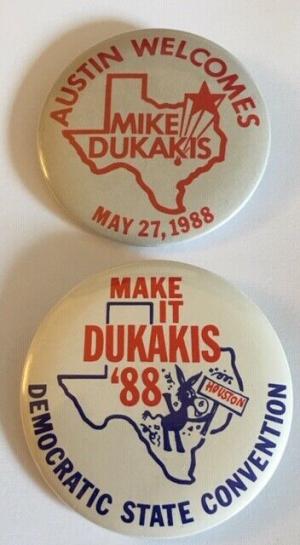 AUSTIN WELCOMES
MIKE
DUKAKIS
MAY 27, 1988
MAKE
IT
DUKAKIS
'88
HOUSTON
DEMOCRATIC STATE CONVENTION